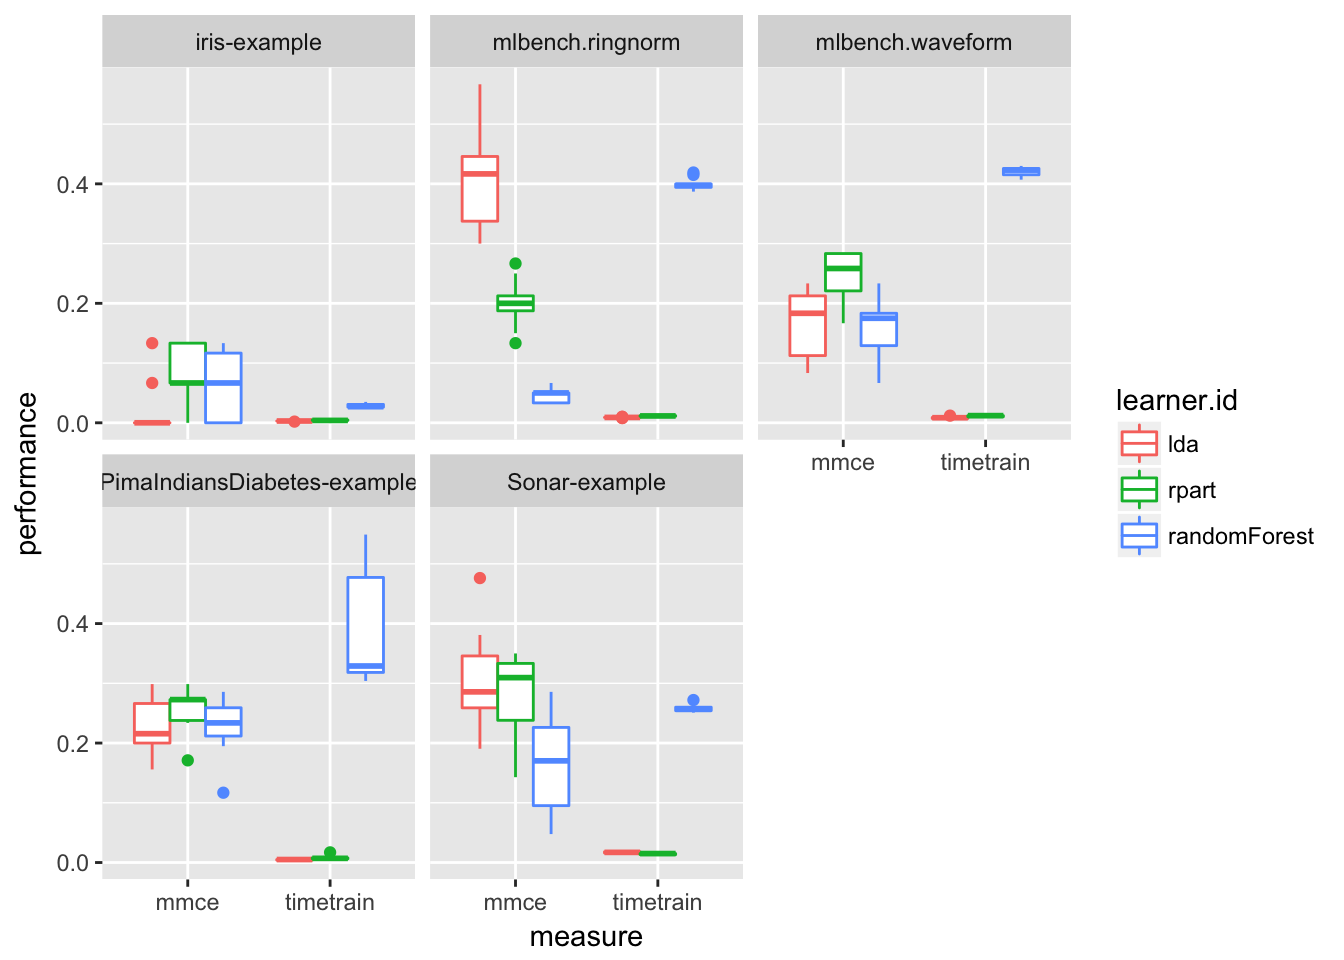 iris-example
mlbench.ringnorm
mlbench.waveform
0.4
0.2
0.0
mmce
timetrain
PimaIndiansDiabetes-example
Sonar-example
0.4
0.2
0.0
mmce
timetrain
mmce
timetrain
measure
performance
learner.id
lda
rpart
randomForest